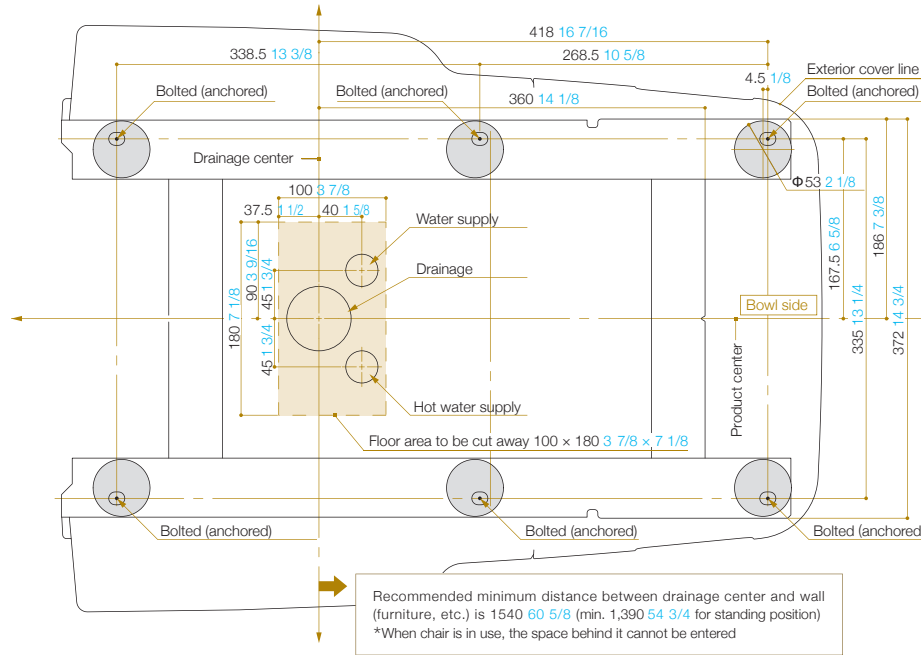 418 16 7/16
338.5 13 3/8
268.5 10 5/8
4.5 1/8
Exterior cover line
Bolted (anchored)
Bolted (anchored)
Bolted (anchored)
360 14 1/8
Drainage center
100 3 7/8
Φ53 2 1/8
37.5 1 1/2
40 1 5/8
Water supply
Drainage
90 3 9/16
45 1 3/4
180 7 1/8
45 1 3/4
167.5 6 5/8
186 7 3/8
335 13 1/4
372 14 3/4
Bowl side
Product center
Hot water supply
Floor area to be cut away 100 × 180 3 7/8 × 7 1/8
Bolted (anchored)
Bolted (anchored)
Bolted (anchored)
Recommended minimum distance between drainage center and wall
(furniture, etc.) is 1540 60 5/8 (min. 1,390 54 3/4 for standing position)
*When chair is in use, the space behind it cannot be entered